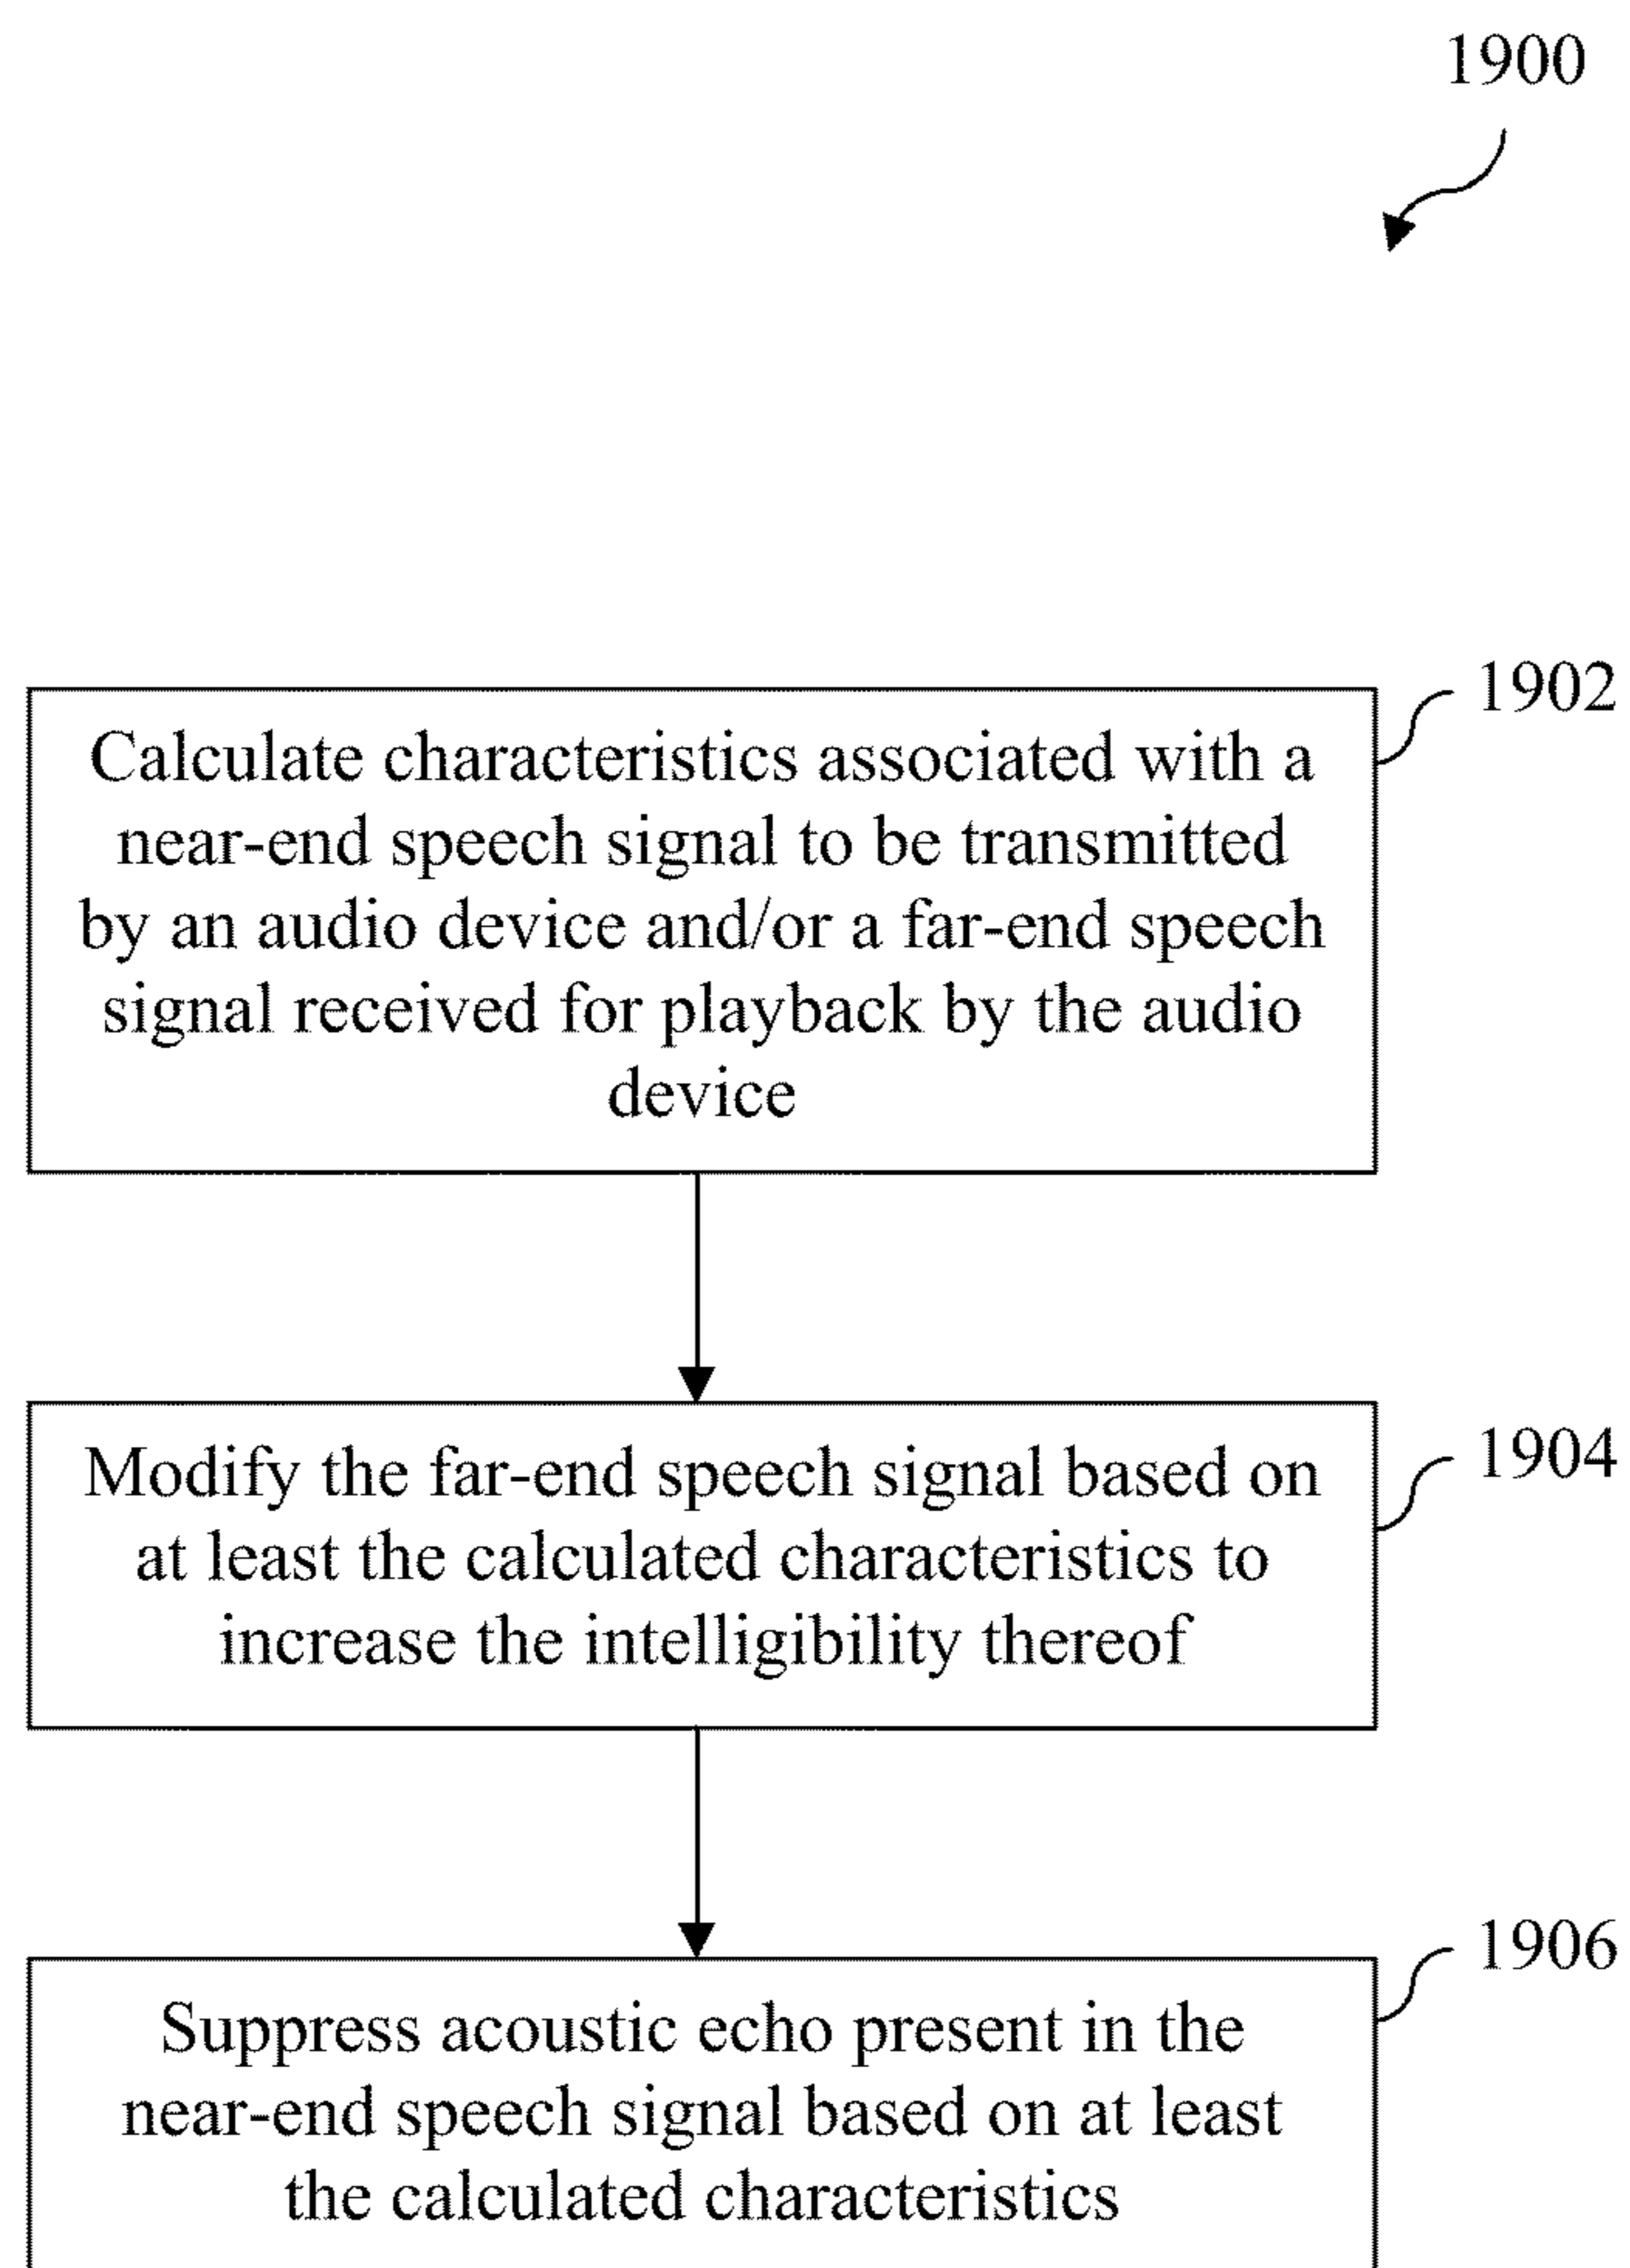 1900
1902
Calculate characteristics associated with a
near-end speech signal to be transmitted
by an audio device and/or a far-end speech
signal received for playback by the audio
device
1904
Modify the far-end speech signal based on
at least the calculated characteristics to
increase the intelligibility thereof
1906
Suppress acoustic echo present in the
near-end speech signal based on at least
the calculated characteristics